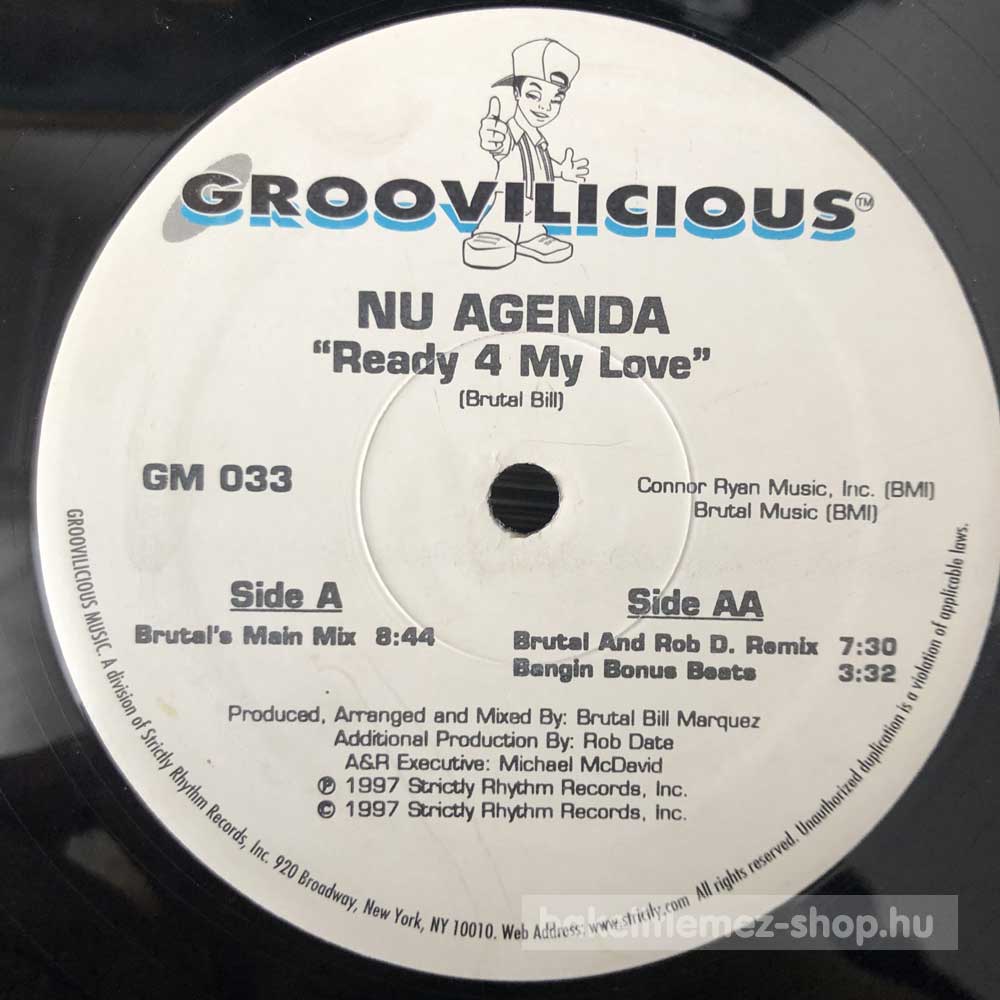 GROOVILICIOUS™
NU AGENDA
“Ready 4 My Love”
(Brutal Bill)
GM 033
Connor Ryan Music, Inc. (BMI)
Brutal Music (BMI)
Side A
Brutal's Main Mix 8:44
Side AA
Brutal And Rob D. Remix 7:30
Bangin Bonus Beats 3:32
Produced, Arranged and Mixed By: Brutal Bill Marquez
Additional Production By: Rob Date
A&R Executive: Michael McDavid
℗ 1997 Strictly Rhythm Records, Inc.
© 1997 Strictly Rhythm Records, Inc.
GROOVILICIOUS MUSIC. A division of Strictly Rhythm Records, Inc. 920 Broadway, New York, NY 10010. Web Address: www.strictly.com All rights reserved. Unauthorized duplication is a violation of applicable laws.
bakelitlemez-shop.hu